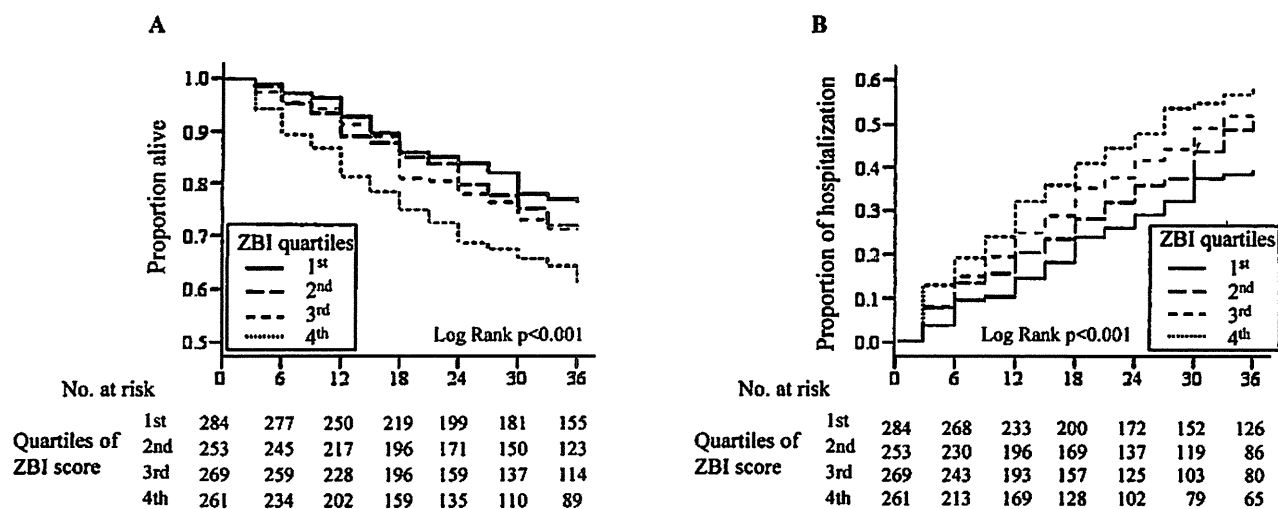 A
Proportion alive
1.0
0.9
0.8
0.7
0.6
0.5
ZBI quartiles
1st
2nd
3rd
4th
Log Rank p<0.001
0 6 12 18 24 30 36
No. at risk
Quartiles of
ZBI score
1st 284 277 250 219 199 181 155
2nd 253 245 217 196 171 150 123
3rd 269 259 228 196 159 137 114
4th 261 234 202 159 135 110 89
B
Proportion of hospitalization
0.6
0.5
0.4
0.3
0.2
0.1
0.0
ZBI quartiles
1st
2nd
3rd
4th
Log Rank p<0.001
0 6 12 18 24 30 36
No. at risk
Quartiles of
ZBI score
1st 284 268 233 200 172 152 126
2nd 253 230 196 169 137 119 86
3rd 269 243 193 157 125 103 80
4th 261 213 169 128 102 79 65